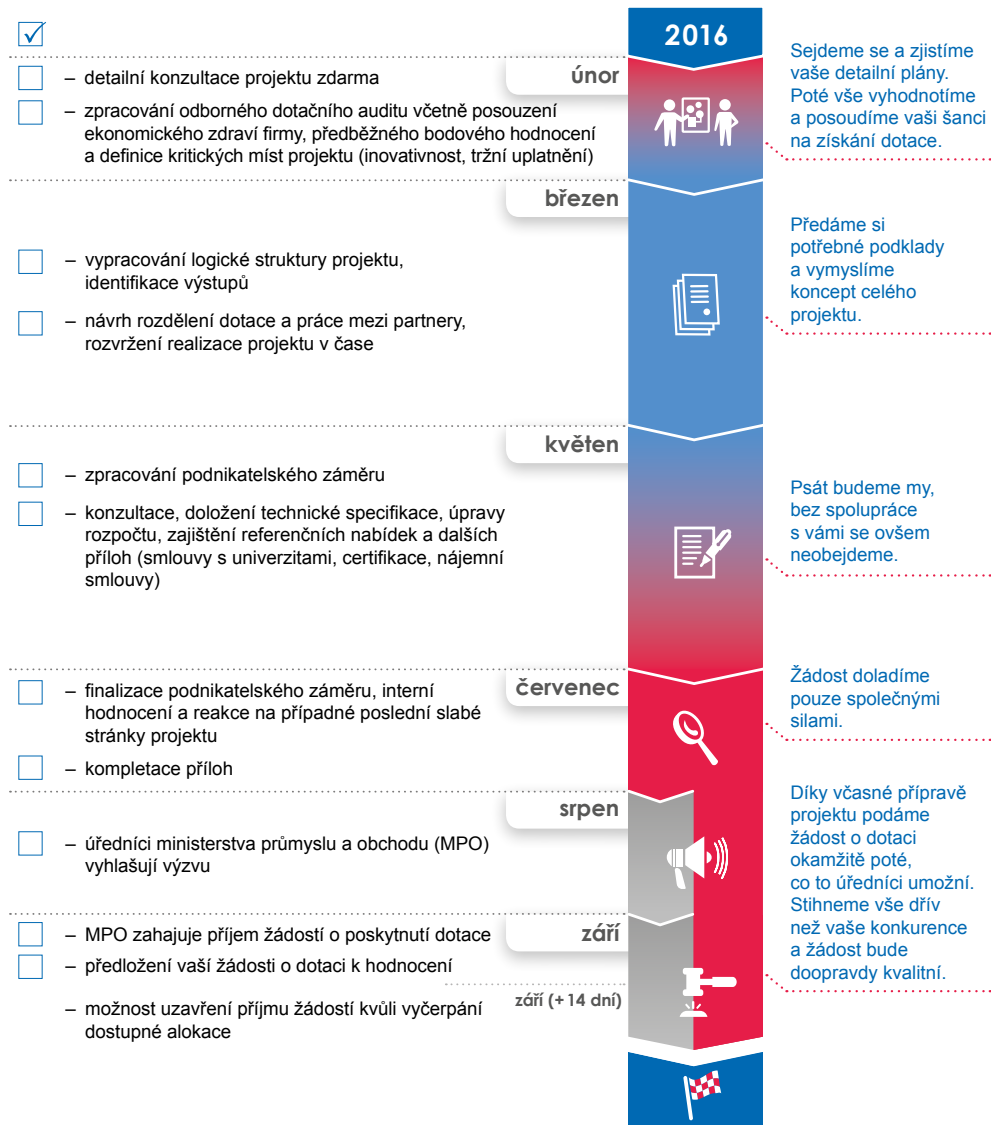 2016
únor
– detailní konzultace projektu zdarma
– zpracování odborného dotačního auditu včetně posouzení
ekonomického zdraví firmy, předběžného bodového hodnocení
a definice kritických míst projektu (inovativnost, tržní uplatnění)
Sejdeme se a zjistíme
vaše detailní plány.
Poté vše vyhodnotíme
a posoudíme vaši šanci
na získání dotace.
březen
– vypracování logické struktury projektu,
identifikace výstupů
– návrh rozdělení dotace a práce mezi partnery,
rozvržení realizace projektu v čase
Předáme si
potřebné podklady
a vymyslíme
koncept celého
projektu.
květen
– zpracování podnikatelského záměru
– konzultace, doložení technické specifikace, úpravy
rozpočtu, zajištění referenčních nabídek a dalších
příloh (smlouvy s univerzitami, certifikace, nájemní
smlouvy)
Psát budeme my,
bez spolupráce
s vámi se ovšem
neobejdeme.
červenec
– finalizace podnikatelského záměru, interní
hodnocení a reakce na případné poslední slabé
stránky projektu
– kompletace příloh
Žádost doladíme
pouze společnými
silami.
srpen
– úředníci ministerstva průmyslu a obchodu (MPO)
vyhlašují výzvu
Díky včasné přípravě
projektu podáme
žádost o dotaci
okamžitě poté,
co to úředníci umožní.
Stihneme vše dřív
než vaše konkurence
a žádost bude
doopravdy kvalitní.
září
– MPO zahajuje příjem žádostí o poskytnutí dotace
– předložení vaší žádosti o dotaci k hodnocení
září (+ 14 dní)
– možnost uzavření příjmu žádostí kvůli vyčerpání
dostupné alokace